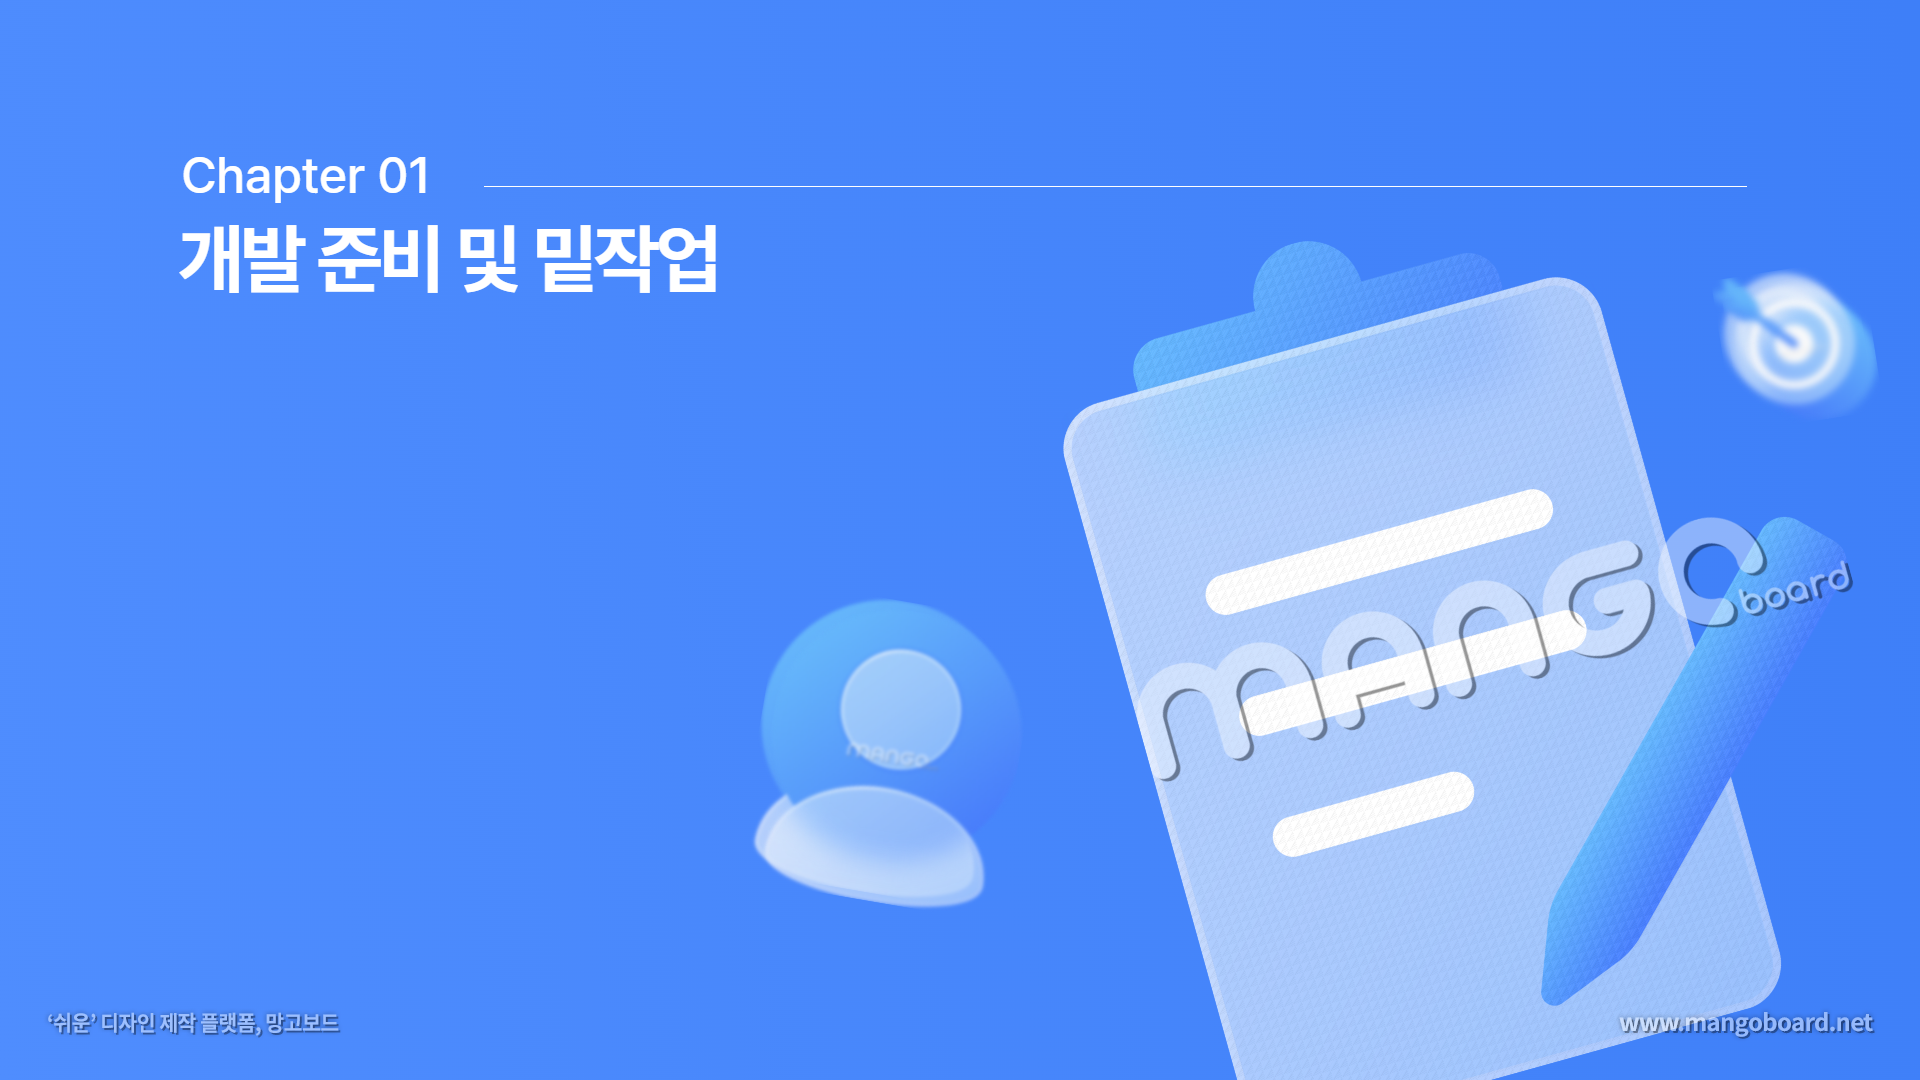 Chapter 01
개발 준비 및 밑작업
mango
mango
board
‘쉬운’ 디자인 제작 플랫폼, 망고보드
www.mangoboard.net